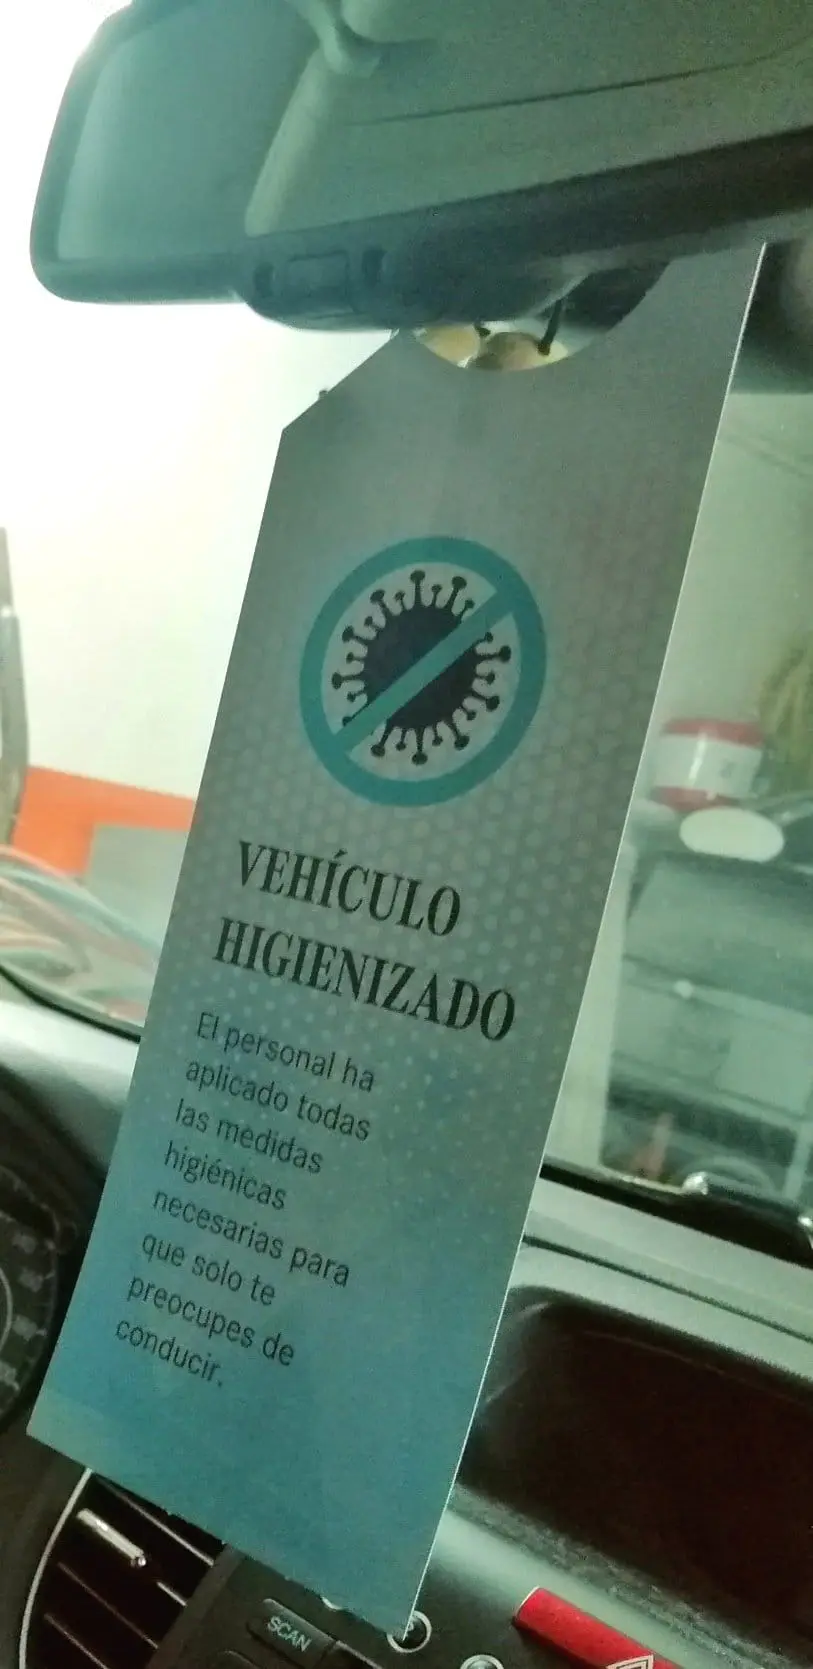 VEHÍCULO
HIGIENIZADO
El personal ha
aplicado todas
las medidas
higiénicas
necesarias para
que solo te
preocupes de
conducir.
SCAN